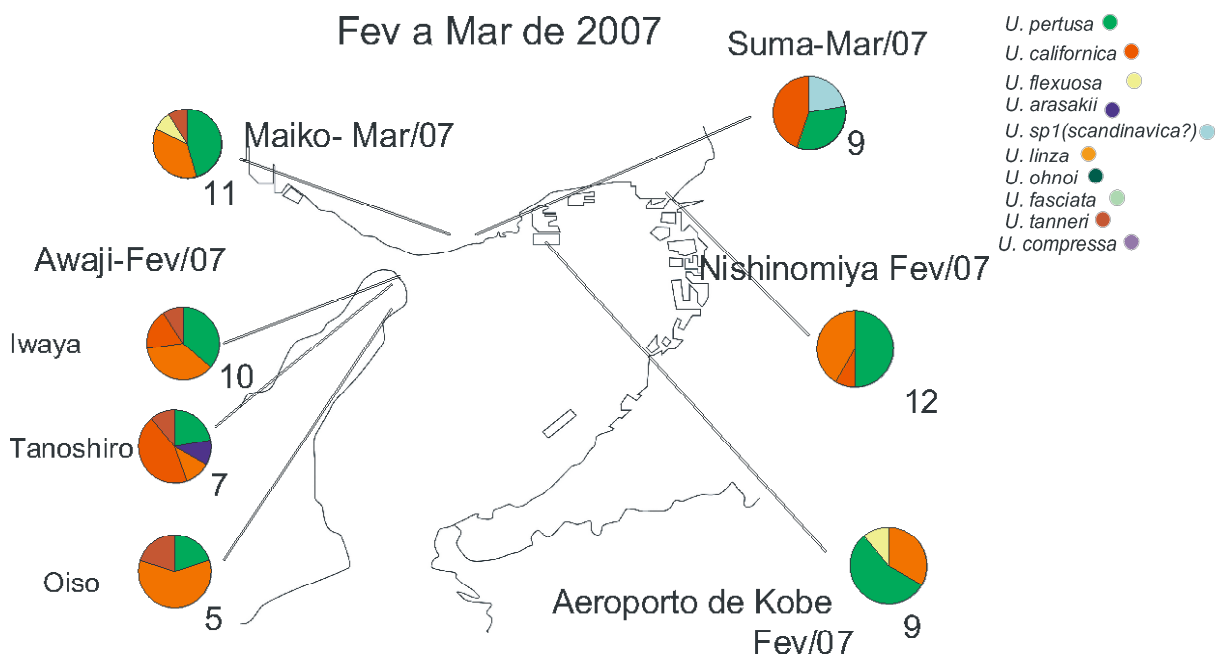 Fev a Mar de 2007
Suma-Mar/07
9
Maiko- Mar/07
11
Awaji-Fev/07
Iwaya
10
Tanoshiro
7
Oiso
5
Nishinomiya Fev/07
12
Aeroporto de Kobe
Fev/07
9
U. pertusa
U. californica
U. flexuosa
U. arasakii
U. sp1(scandinavica?)
U. linza
U. ohnoi
U. fasciata
U. tanneri
U. compressa